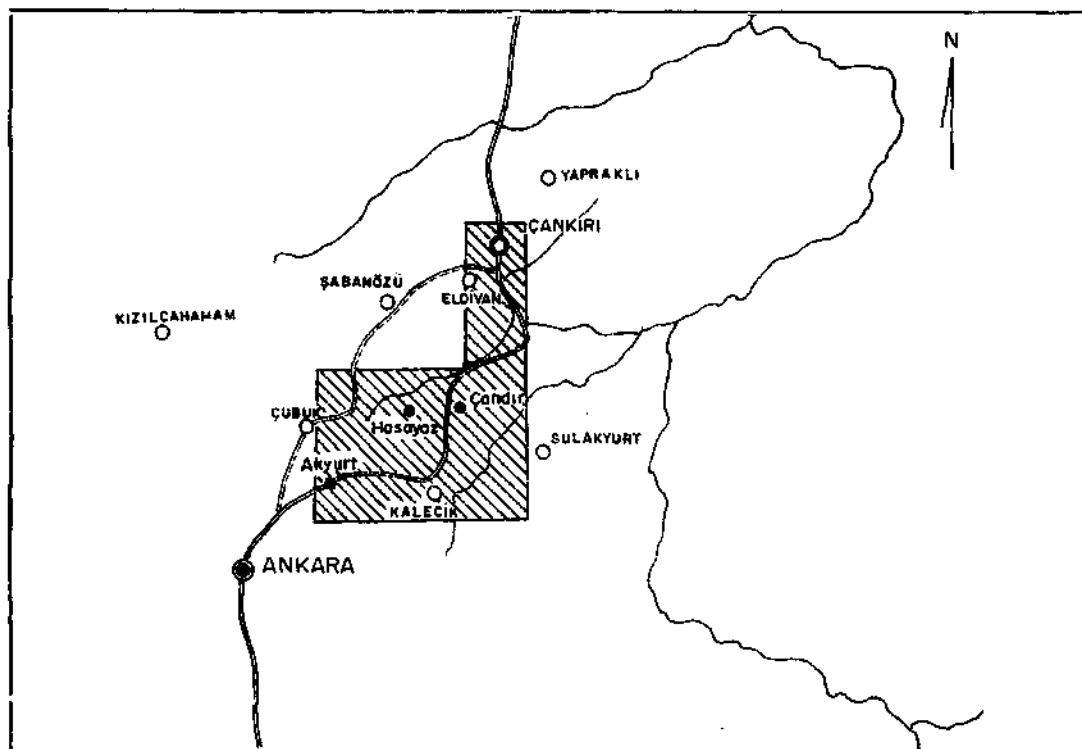 N
YAPRAKLI
ÇANKIRI
ŞABANÖZÜ
ELDİVAN
KIZILCAHAMAM
Çandır
Hasayaz
ÇUBUK
SULAKYURT
Akyurt
KALECİK
ANKARA